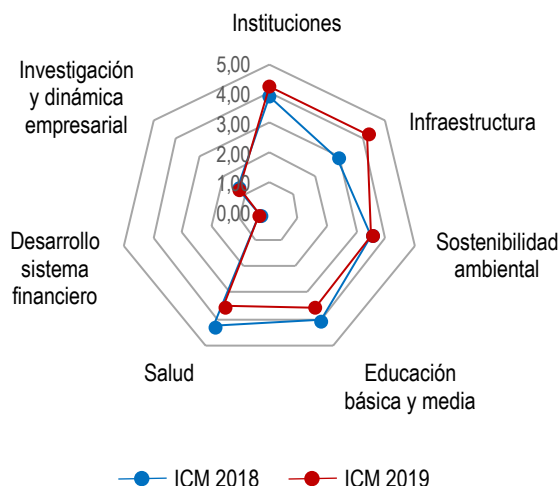 Instituciones
Investigación
y dinámica
empresarial
5,00
4,00
3,00
2,00
1,00
0,00
Infraestructura
Desarrollo
sistema
financiero
Sostenibilidad
ambiental
Salud
Educación
básica y media
ICM 2018
ICM 2019